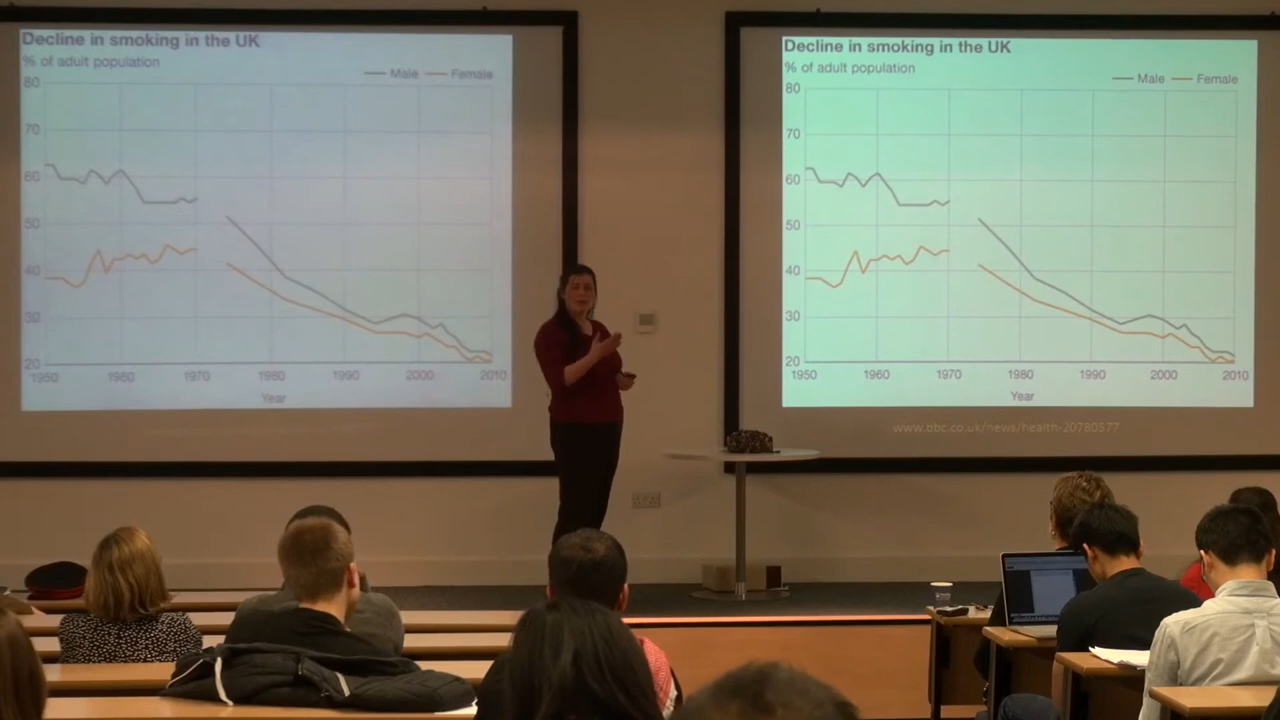 Decline in smoking in the UK
% of adult population
Male Female
80
70
60
50
40
30
20
1950 1960 1970 1980 1990 2000 2010
Year
Decline in smoking in the UK
% of adult population
Male Female
80
70
60
50
40
30
20
1950 1960 1970 1980 1990 2000 2010
Year
www.bbc.co.uk/news/health-20780577